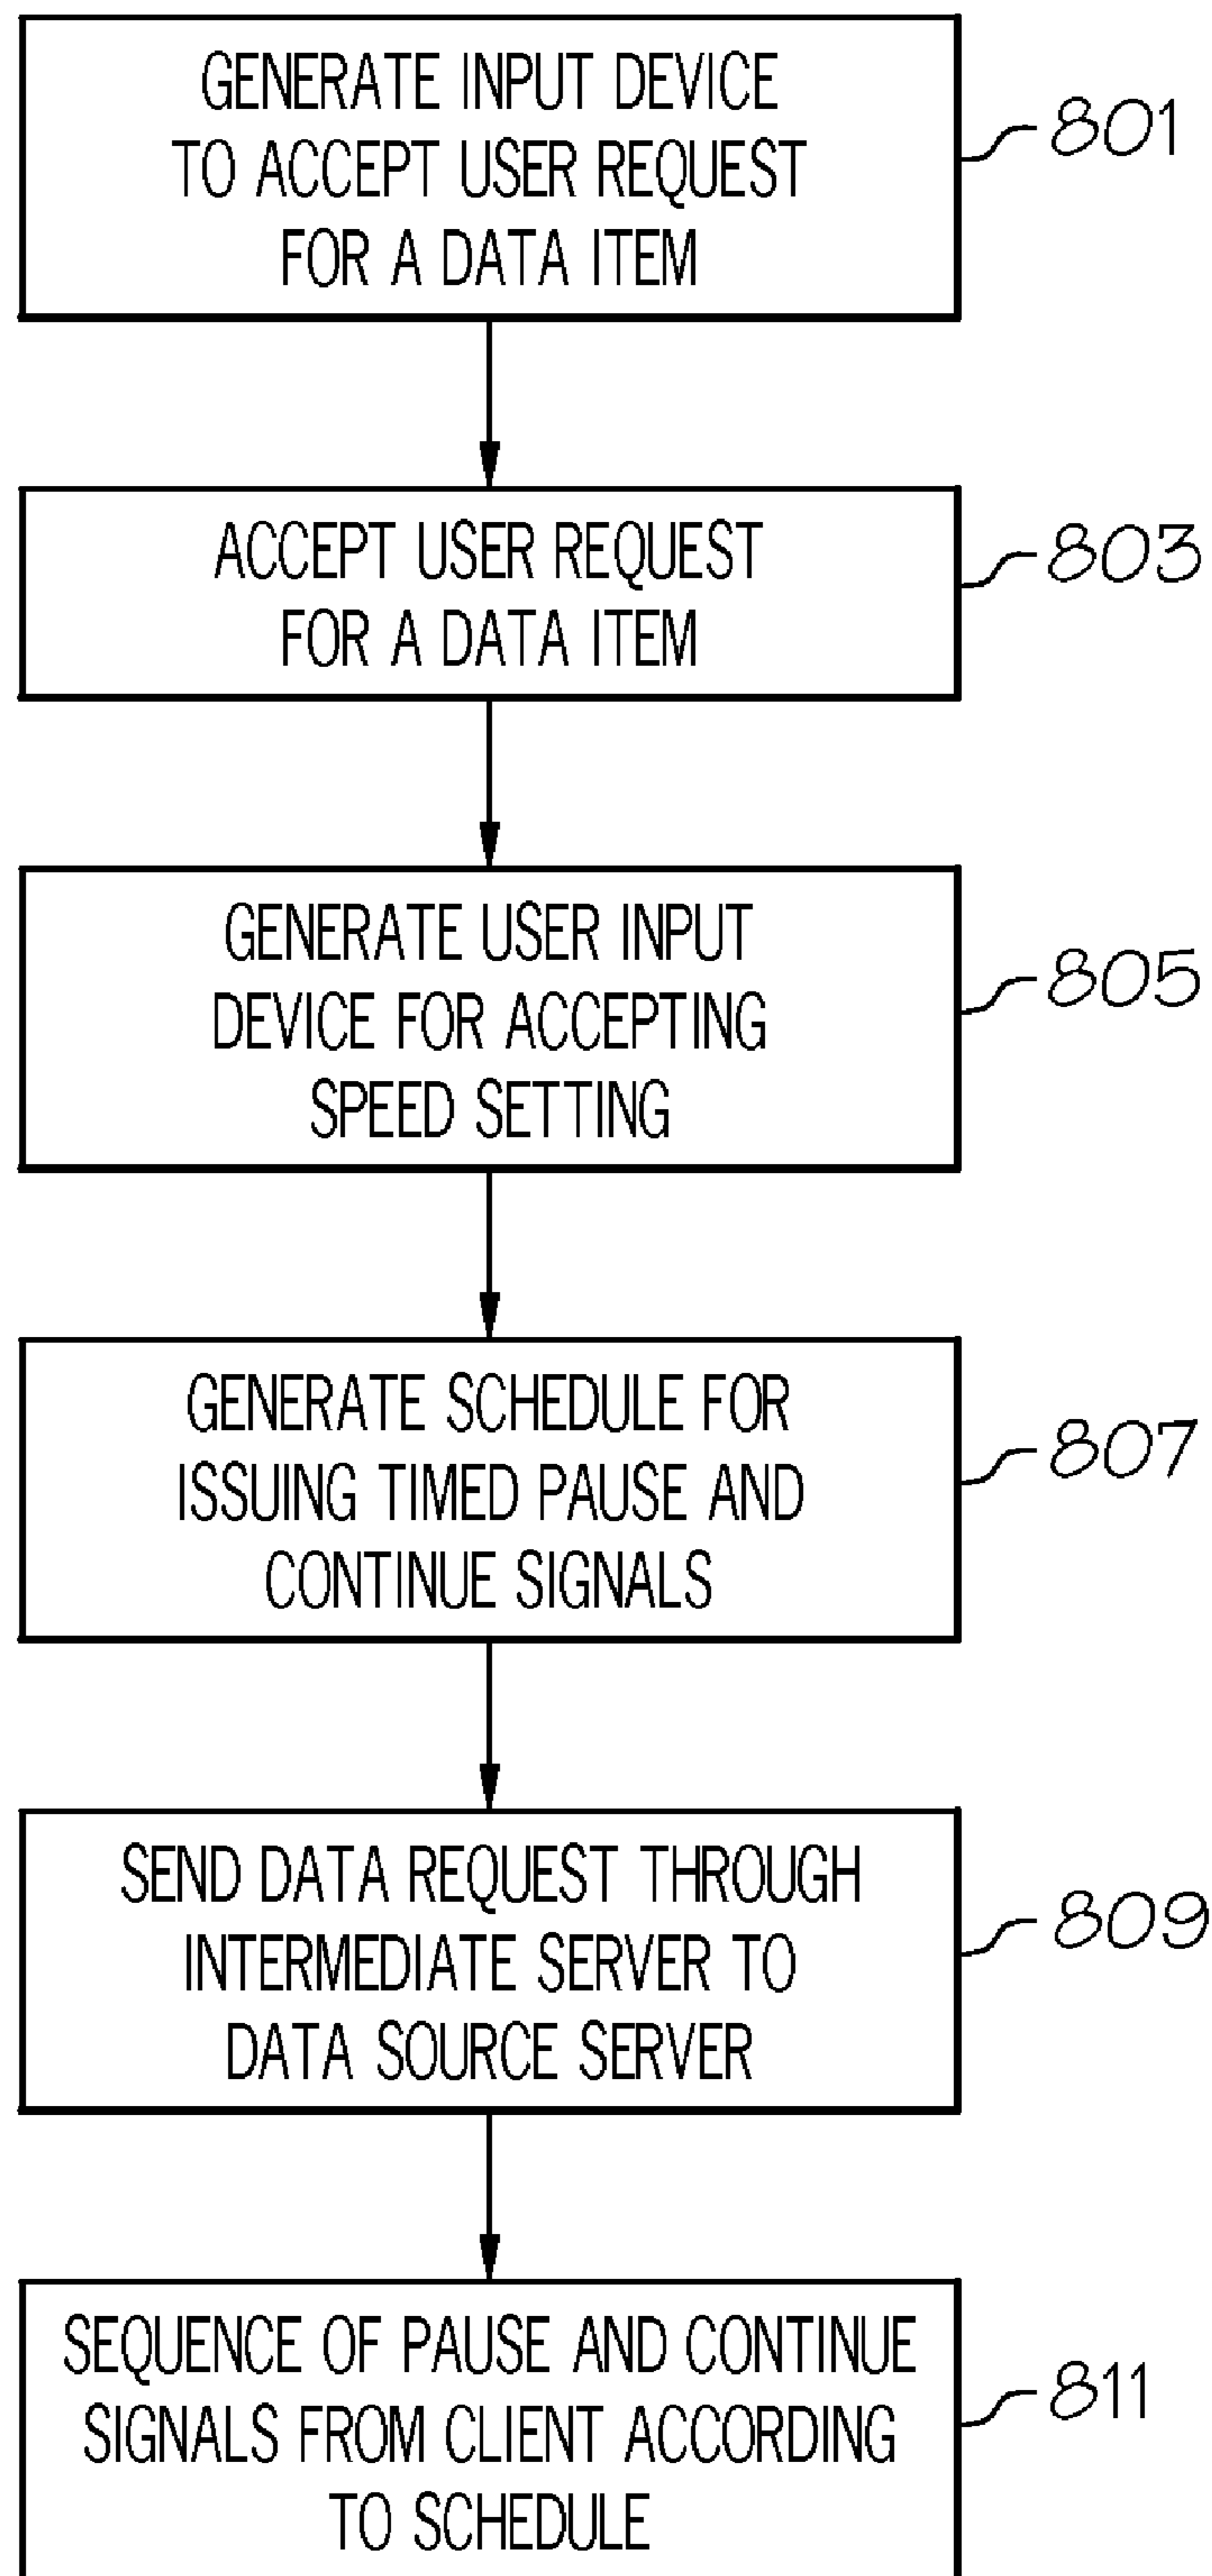 GENERATE INPUT DEVICE
TO ACCEPT USER REQUEST
FOR A DATA ITEM
801
ACCEPT USER REQUEST
FOR A DATA ITEM
803
GENERATE USER INPUT
DEVICE FOR ACCEPTING
SPEED SETTING
805
GENERATE SCHEDULE FOR
ISSUING TIMED PAUSE AND
CONTINUE SIGNALS
807
SEND DATA REQUEST THROUGH
INTERMEDIATE SERVER TO
DATA SOURCE SERVER
809
SEQUENCE OF PAUSE AND CONTINUE
SIGNALS FROM CLIENT ACCORDING
TO SCHEDULE
811